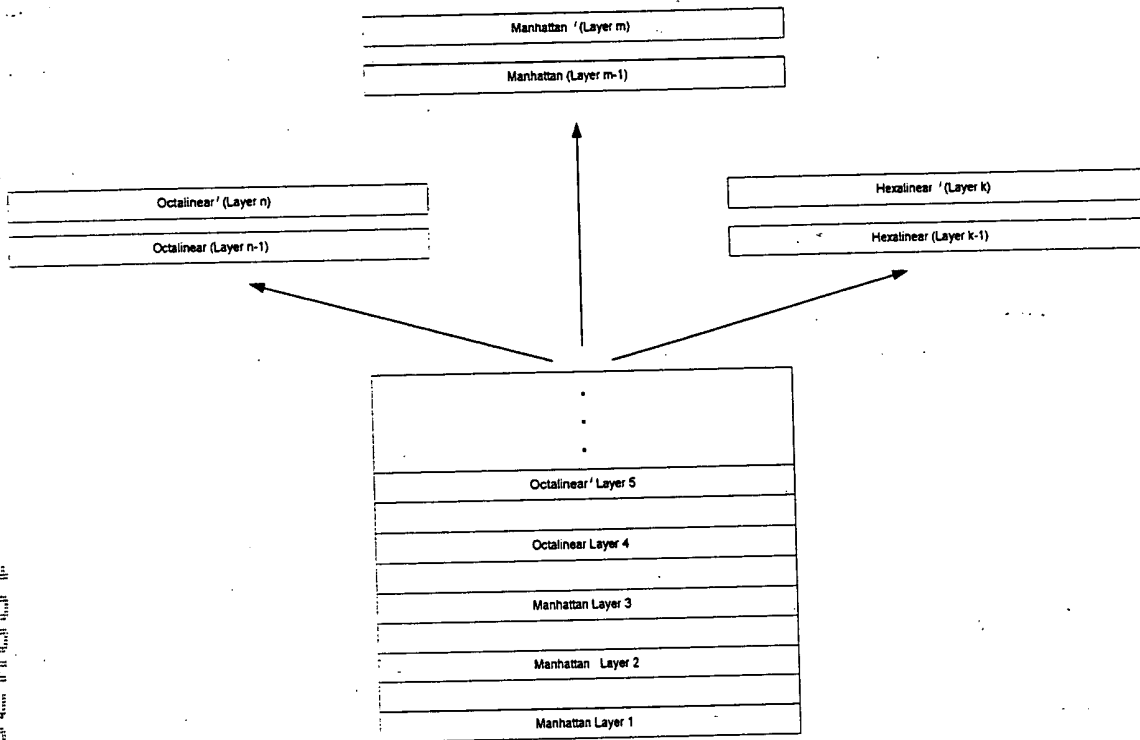 Manhattan ′ (Layer m)
Manhattan (Layer m-1)
Octalinear′ (Layer n)
Octalinear (Layer n-1)
Hexalinear ′ (Layer k)
Hexalinear (Layer k-1)
Octalinear′ Layer 5
Octalinear Layer 4
Manhattan Layer 3
Manhattan Layer 2
Manhattan Layer 1